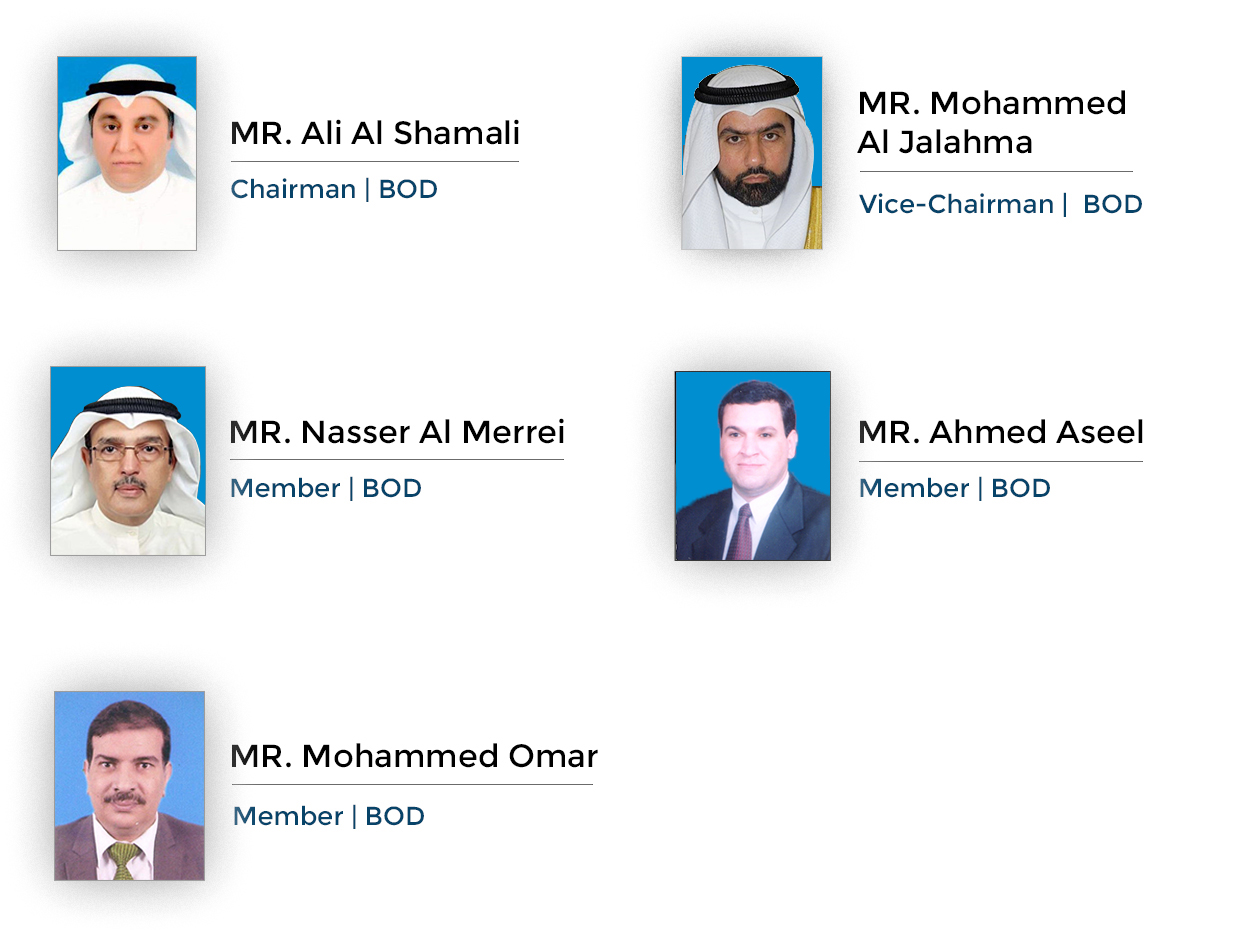 MR. Ali Al Shamali
Chairman | BOD
MR. Mohammed
Al Jalahma
Vice-Chairman | BOD
MR. Nasser Al Merrei
Member | BOD
MR. Ahmed Aseel
Member | BOD
MR. Mohammed Omar
Member | BOD